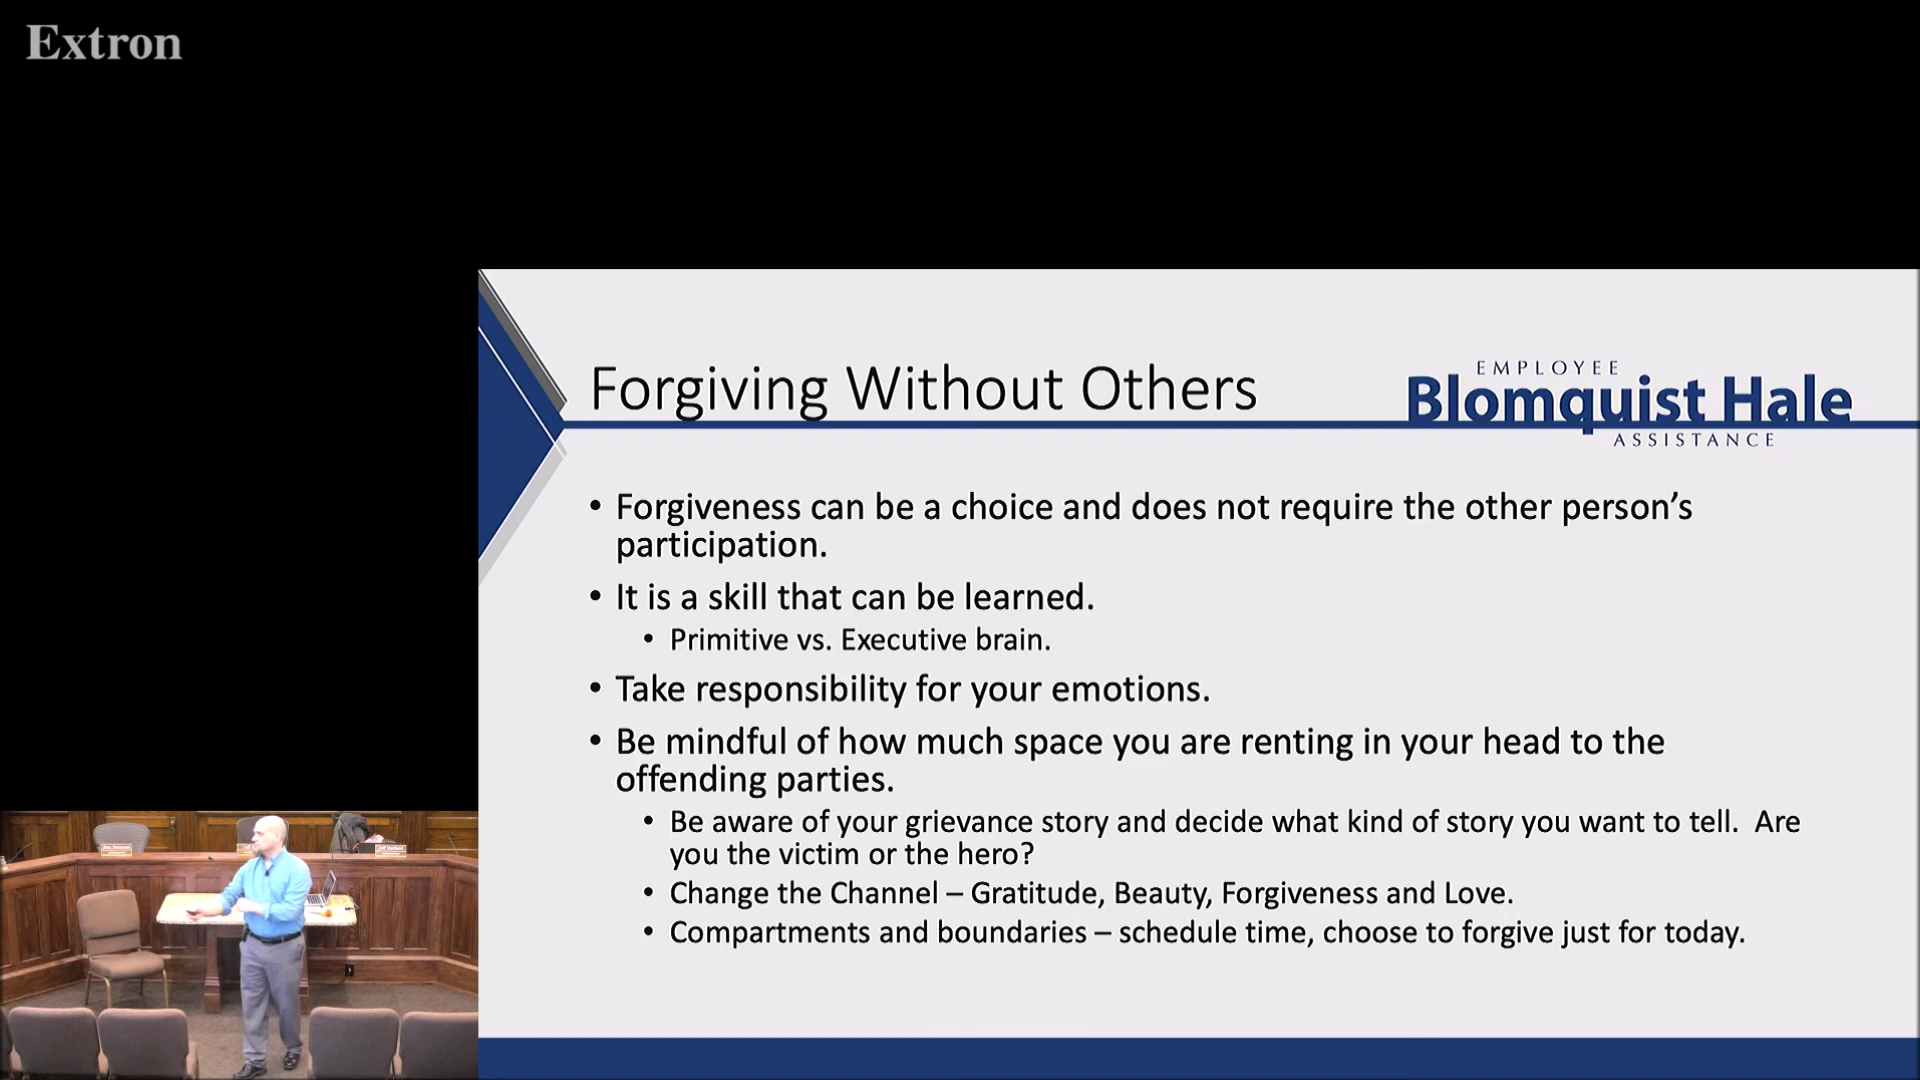 Extron
Forgiving Without Others
EMPLOYEE
Blomquist Hale
ASSISTANCE
• Forgiveness can be a choice and does not require the other person's
participation.
• It is a skill that can be learned.
• Primitive vs. Executive brain.
• Take responsibility for your emotions.
• Be mindful of how much space you are renting in your head to the
offending parties.
• Be aware of your grievance story and decide what kind of story you want to tell.  Are
you the victim or the hero?
• Change the Channel – Gratitude, Beauty, Forgiveness and Love.
• Compartments and boundaries – schedule time, choose to forgive just for today.